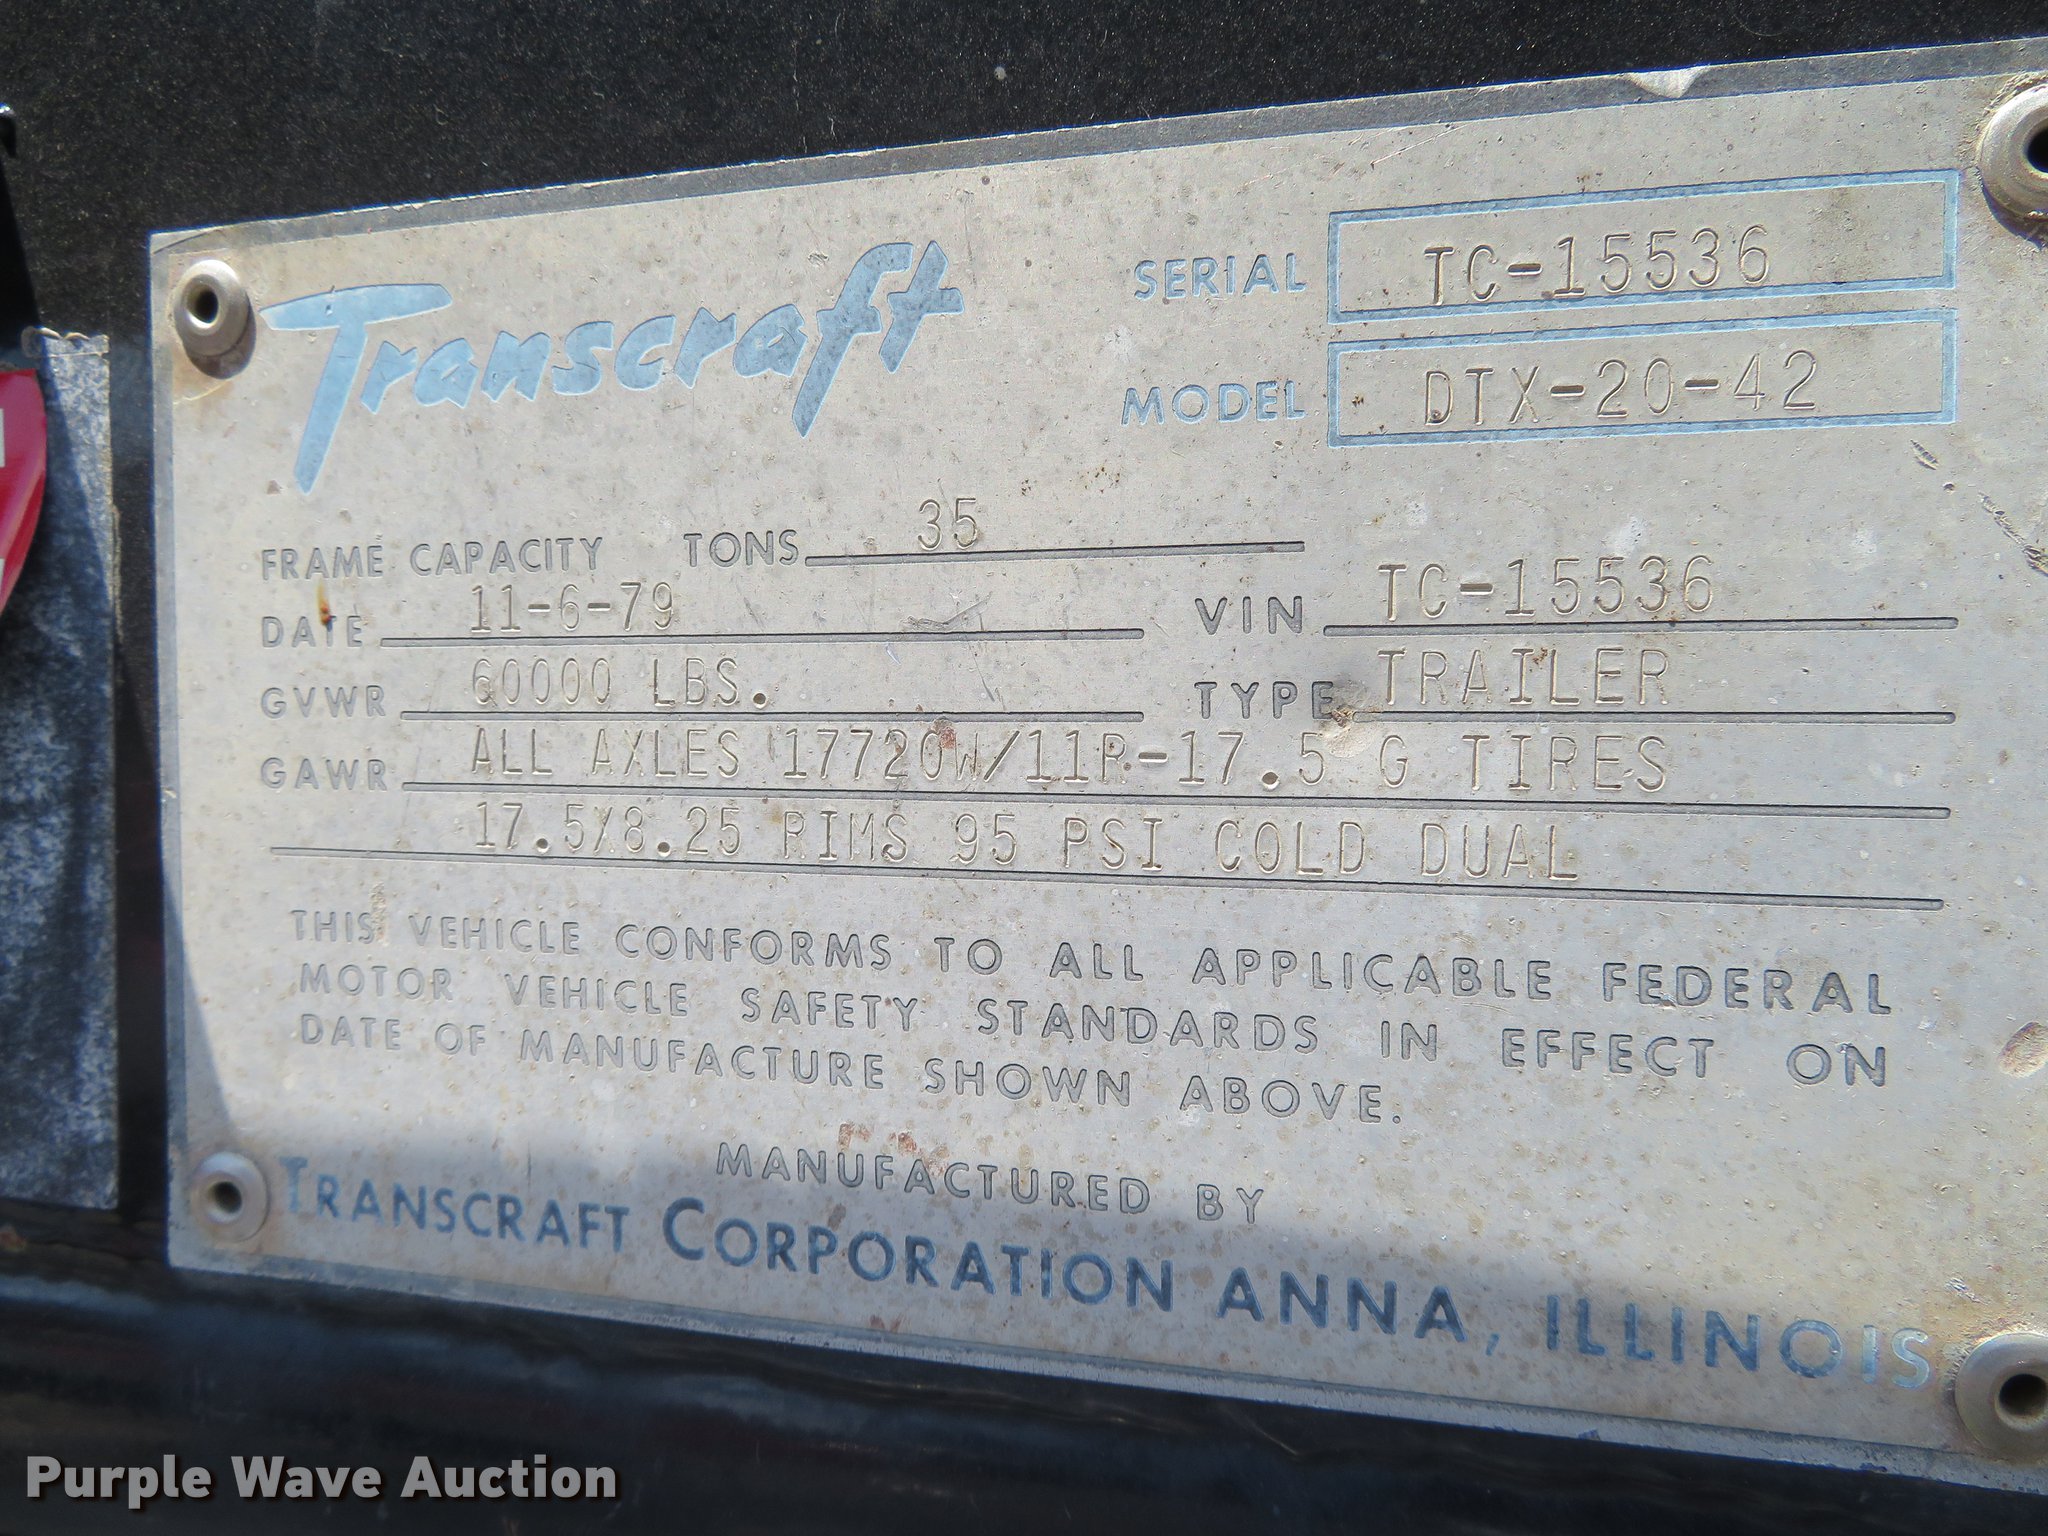 Transcraft
SERIAL TC-15536
MODEL DTX-20-42
FRAME CAPACITY TONS 35
DATE 11-6-79 VIN TC-15536
GVWR 60000 LBS. TYPE TRAILER
GAWR ALL AXLES 17720W/11R-17.5 G TIRES
17.5X8.25 RIMS 95 PSI COLD DUAL
THIS VEHICLE CONFORMS TO ALL APPLICABLE FEDERAL
MOTOR VEHICLE SAFETY STANDARDS IN EFFECT ON
DATE OF MANUFACTURE SHOWN ABOVE.
MANUFACTURED BY
TRANSCRAFT CORPORATION ANNA, ILLINOIS
Purple Wave Auction